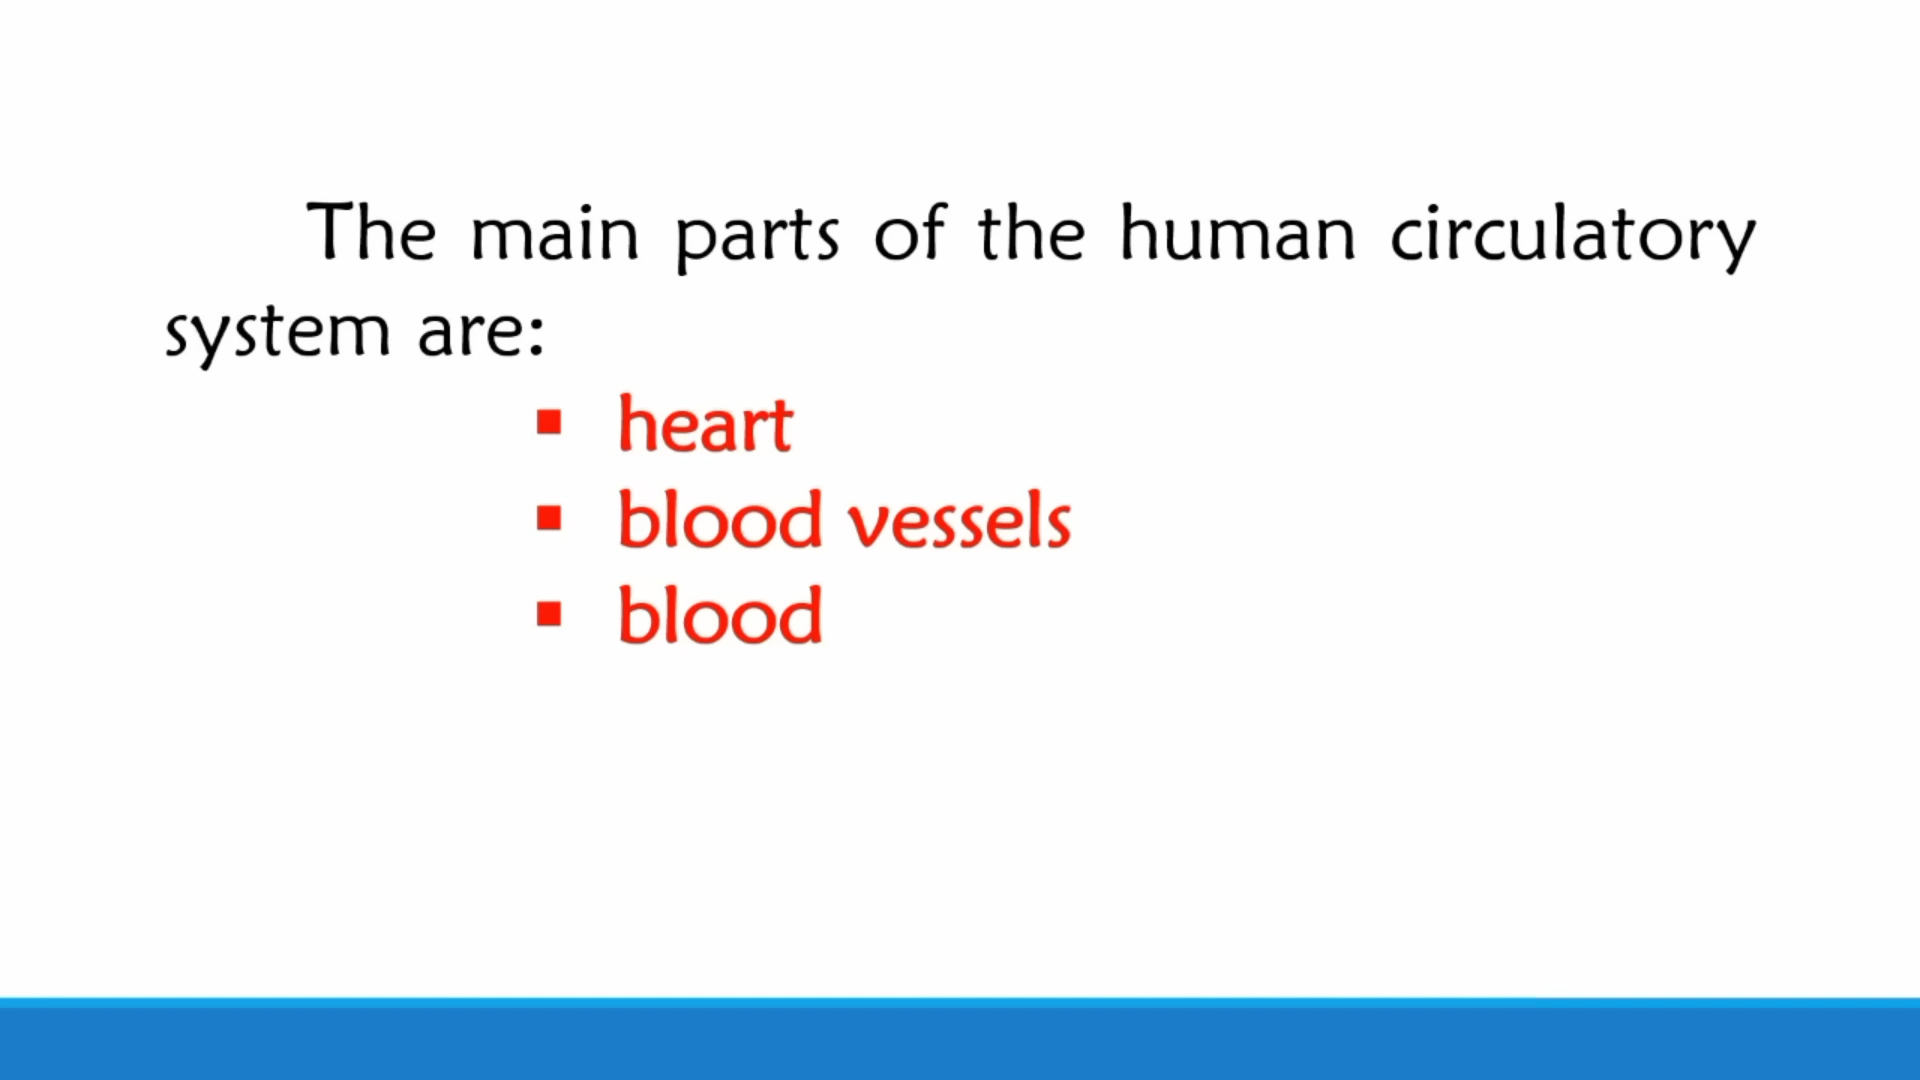 The main parts of the human circulatory
system are:
▪ heart
▪ blood vessels
▪ blood